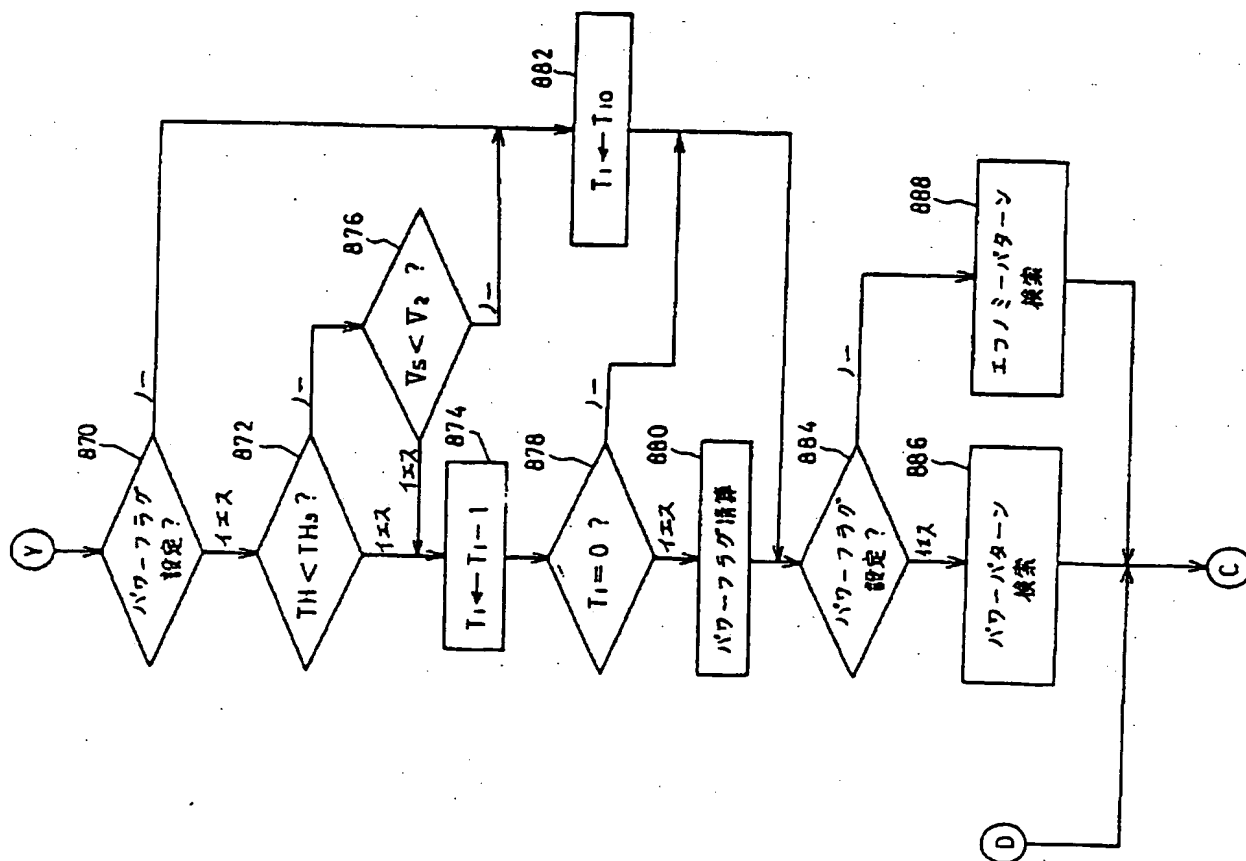 Y
870
パワーフラグ
設定?
ノー
イエス
872
TH<TH3?
ノー
イエス
876
VS<V2?
ノー
イエス
874
T1←T1-1
878
T1=0?
ノー
イエス
880
パワーフラグ清算
882
T1←T10
884
パワーフラグ
設定?
ノー
イエス
886
パワーパターン
検索
888
エコノミーパターン
検索
D
C